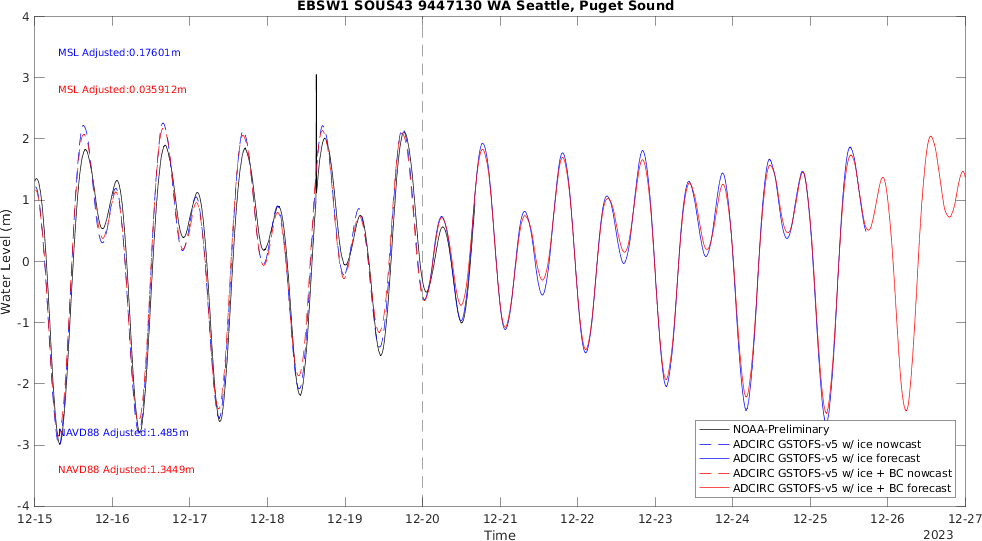 EBSW1 SOUS43 9447130 WA Seattle, Puget Sound
4
MSL Adjusted:0.17601m
3
MSL Adjusted:0.035912m
2
1
0
Water Level (m)
-1
-2
NAVD88 Adjusted:1.485m
-3
NAVD88 Adjusted:1.3449m
-4
NOAA-Preliminary
ADCIRC GSTOFS-v5 w/ ice nowcast
ADCIRC GSTOFS-v5 w/ ice forecast
ADCIRC GSTOFS-v5 w/ ice + BC nowcast
ADCIRC GSTOFS-v5 w/ ice + BC forecast
12-15 12-16 12-17 12-18 12-19 12-20 12-21 12-22 12-23 12-24 12-25 12-26 12-27
Time
2023